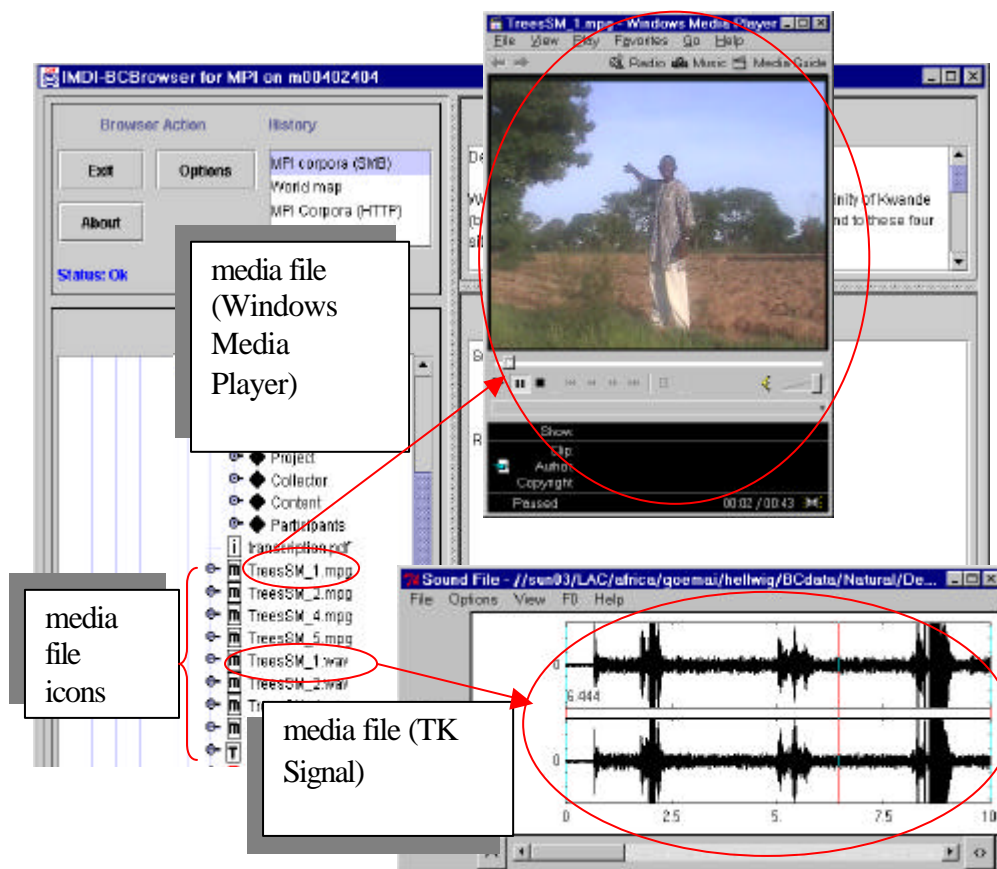 TreesSM_1.mpg - Windows Media Player
File View Play Favorites Go Help
Radio Music Media Guide
IMDI-BCBrowser for MPI on m00402404
Browser Action
History
Exit
Options
About
Status: Ok
MPI corpora (SMB)
World map
MPI Corpora (HTTP)
inity of Kwande
nd to these four
media file
(Windows
Media
Player)
Show:
Clip:
Author:
Copyright:
Paused 00:02 / 00:43
Project
Collector
Content
Participants
i transcription.pdf
m TreesSM_1.mpg
m TreesSM_2.mpg
m TreesSM_4.mpg
m TreesSM_5.mpg
m TreesSM_1.wav
m TreesSM_2.wav
m
m
T
media
file
icons
Sound File - //sun03/LAC/africa/goemai/hellwig/BCdata/Natural/De...
File Options View F0 Help
0
6.444
0
0 2.5 5. 7.5 10
media file (TK
Signal)